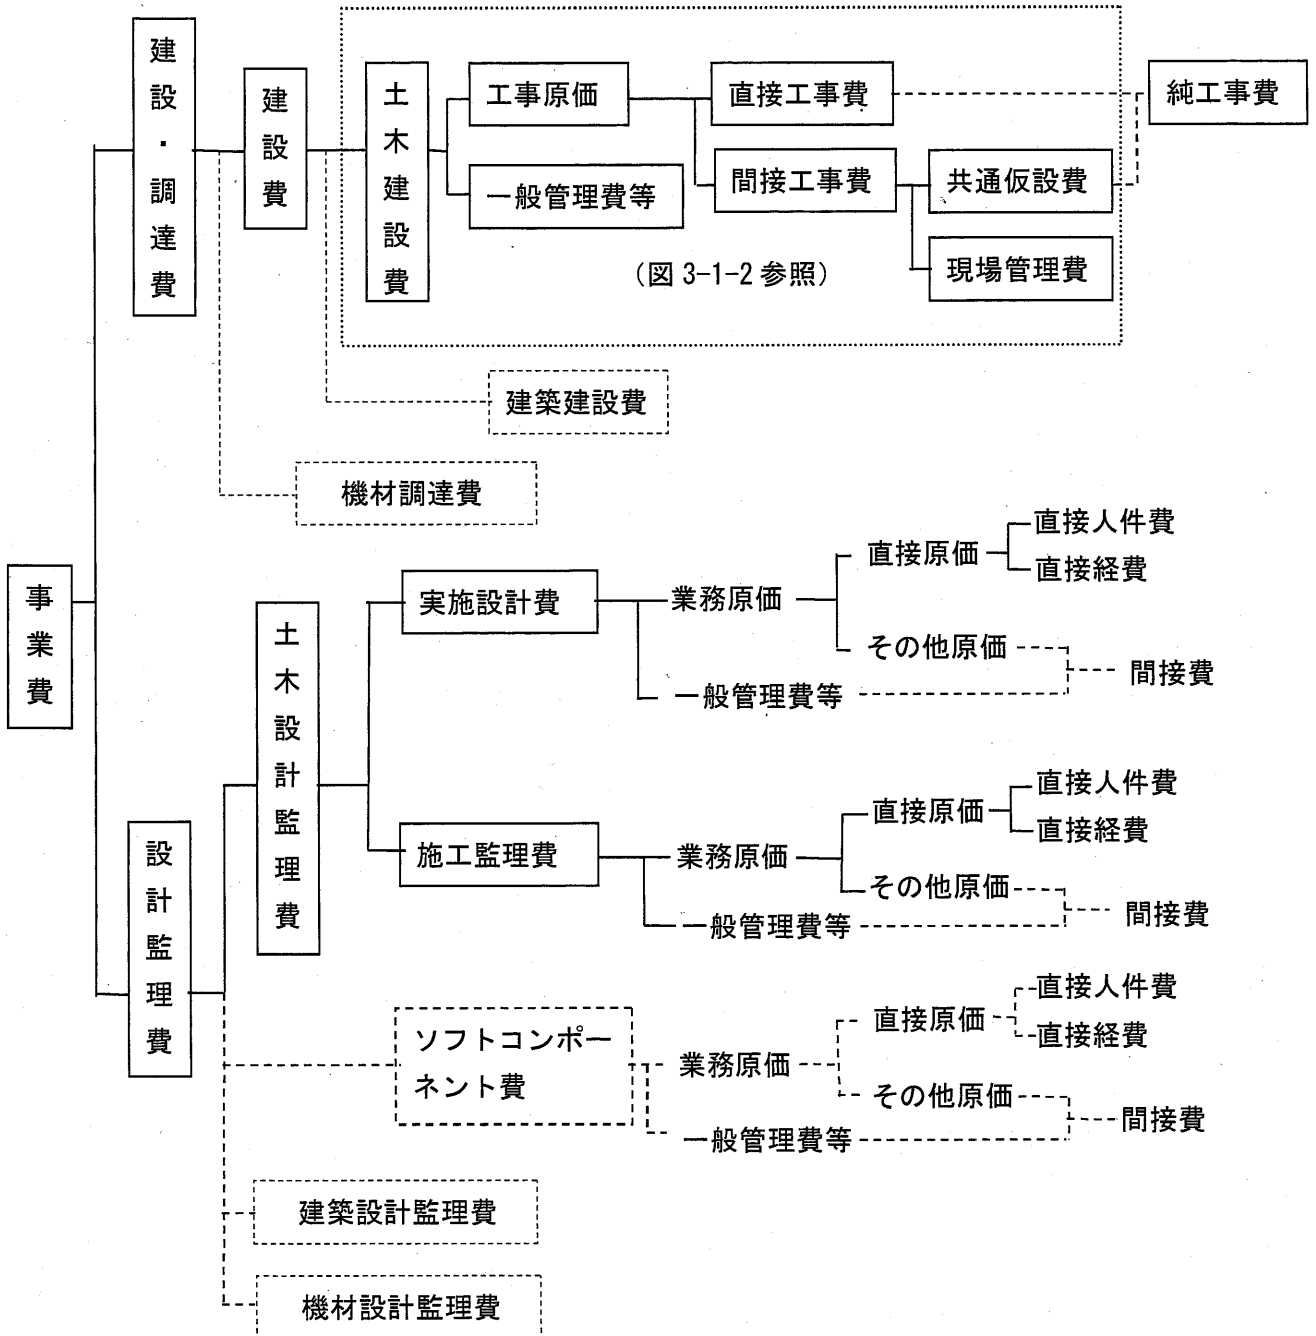 事業費
建設・調達費
建設費
土木建設費
工事原価
直接工事費
純工事費
一般管理費等
間接工事費
共通仮設費
現場管理費
(図 3-1-2 参照)
建築建設費
機材調達費
設計監理費
土木設計監理費
実施設計費
業務原価
直接原価
直接人件費
直接経費
その他原価
一般管理費等
間接費
施工監理費
業務原価
直接原価
直接人件費
直接経費
その他原価
一般管理費等
間接費
ソフトコンポー
ネント費
業務原価
直接原価
直接人件費
直接経費
その他原価
一般管理費等
間接費
建築設計監理費
機材設計監理費